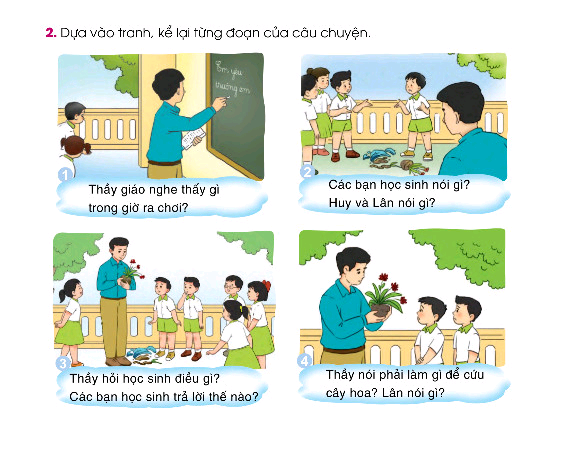 2. Dựa vào tranh, kể lại từng đoạn của câu chuyện.
Em yêu
thương em
1
Thầy giáo nghe thấy gì
trong giờ ra chơi?
2
Các bạn học sinh nói gì?
Huy và Lân nói gì?
3
Thầy hỏi học sinh điều gì?
Các bạn học sinh trả lời thế nào?
4
Thầy nói phải làm gì để cứu
cây hoa? Lân nói gì?